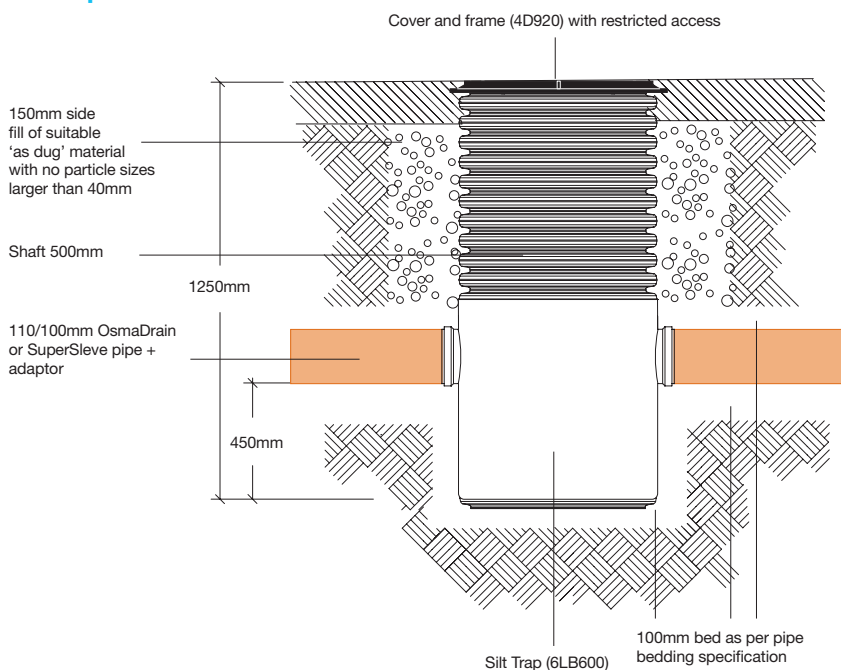 Cover and frame (4D920) with restricted access
150mm side
fill of suitable
‘as dug’ material
with no particle sizes
larger than 40mm
Shaft 500mm
1250mm
110/100mm OsmaDrain
or SuperSleve pipe +
adaptor
450mm
100mm bed as per pipe
bedding specification
Silt Trap (6LB600)